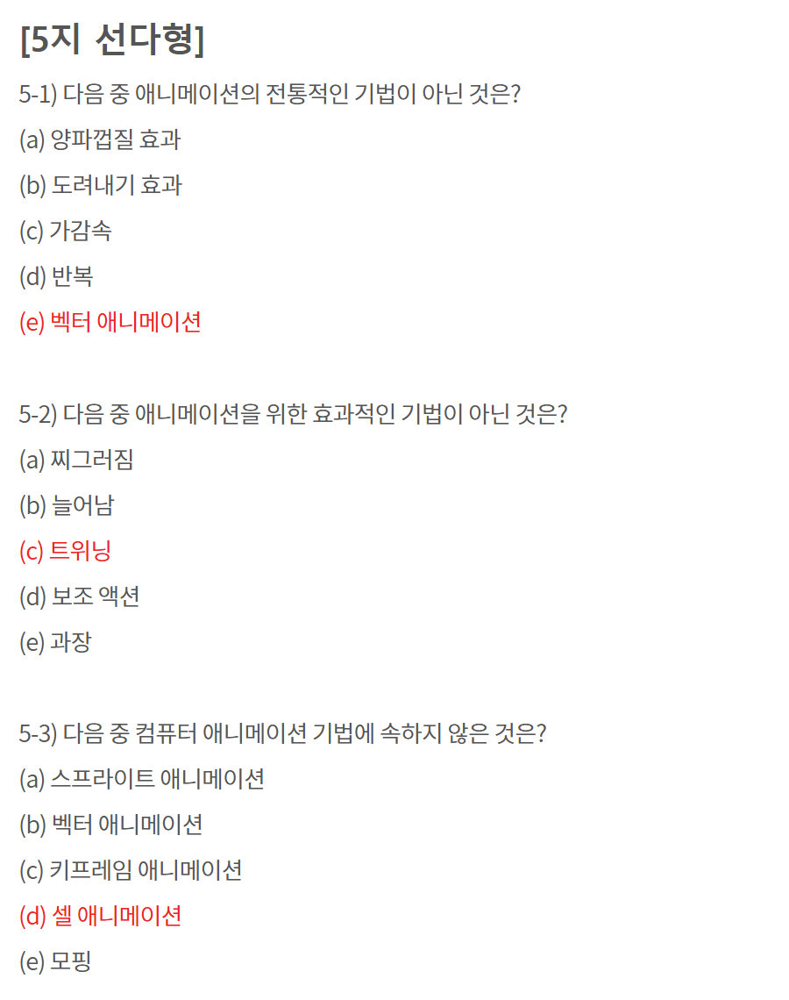 [5지 선다형]
5-1) 다음 중 애니메이션의 전통적인 기법이 아닌 것은?
(a) 양파껍질 효과
(b) 도려내기 효과
(c) 가감속
(d) 반복
(e) 벡터 애니메이션
5-2) 다음 중 애니메이션을 위한 효과적인 기법이 아닌 것은?
(a) 찌그러짐
(b) 늘어남
(c) 트위닝
(d) 보조 액션
(e) 과장
5-3) 다음 중 컴퓨터 애니메이션 기법에 속하지 않은 것은?
(a) 스프라이트 애니메이션
(b) 벡터 애니메이션
(c) 키프레임 애니메이션
(d) 셀 애니메이션
(e) 모핑